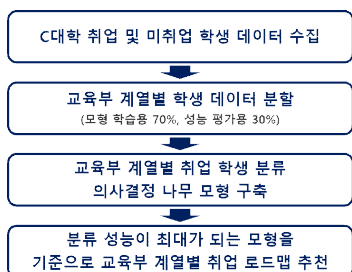 C대학 취업 및 미취업 학생 데이터 수집
교육부 계열별 학생 데이터 분할
(모형 학습용 70%, 성능 평가용 30%)
교육부 계열별 취업 학생 분류
의사결정 나무 모형 구축
분류 성능이 최대가 되는 모형을
기준으로 교육부 계열별 취업 로드맵 추천